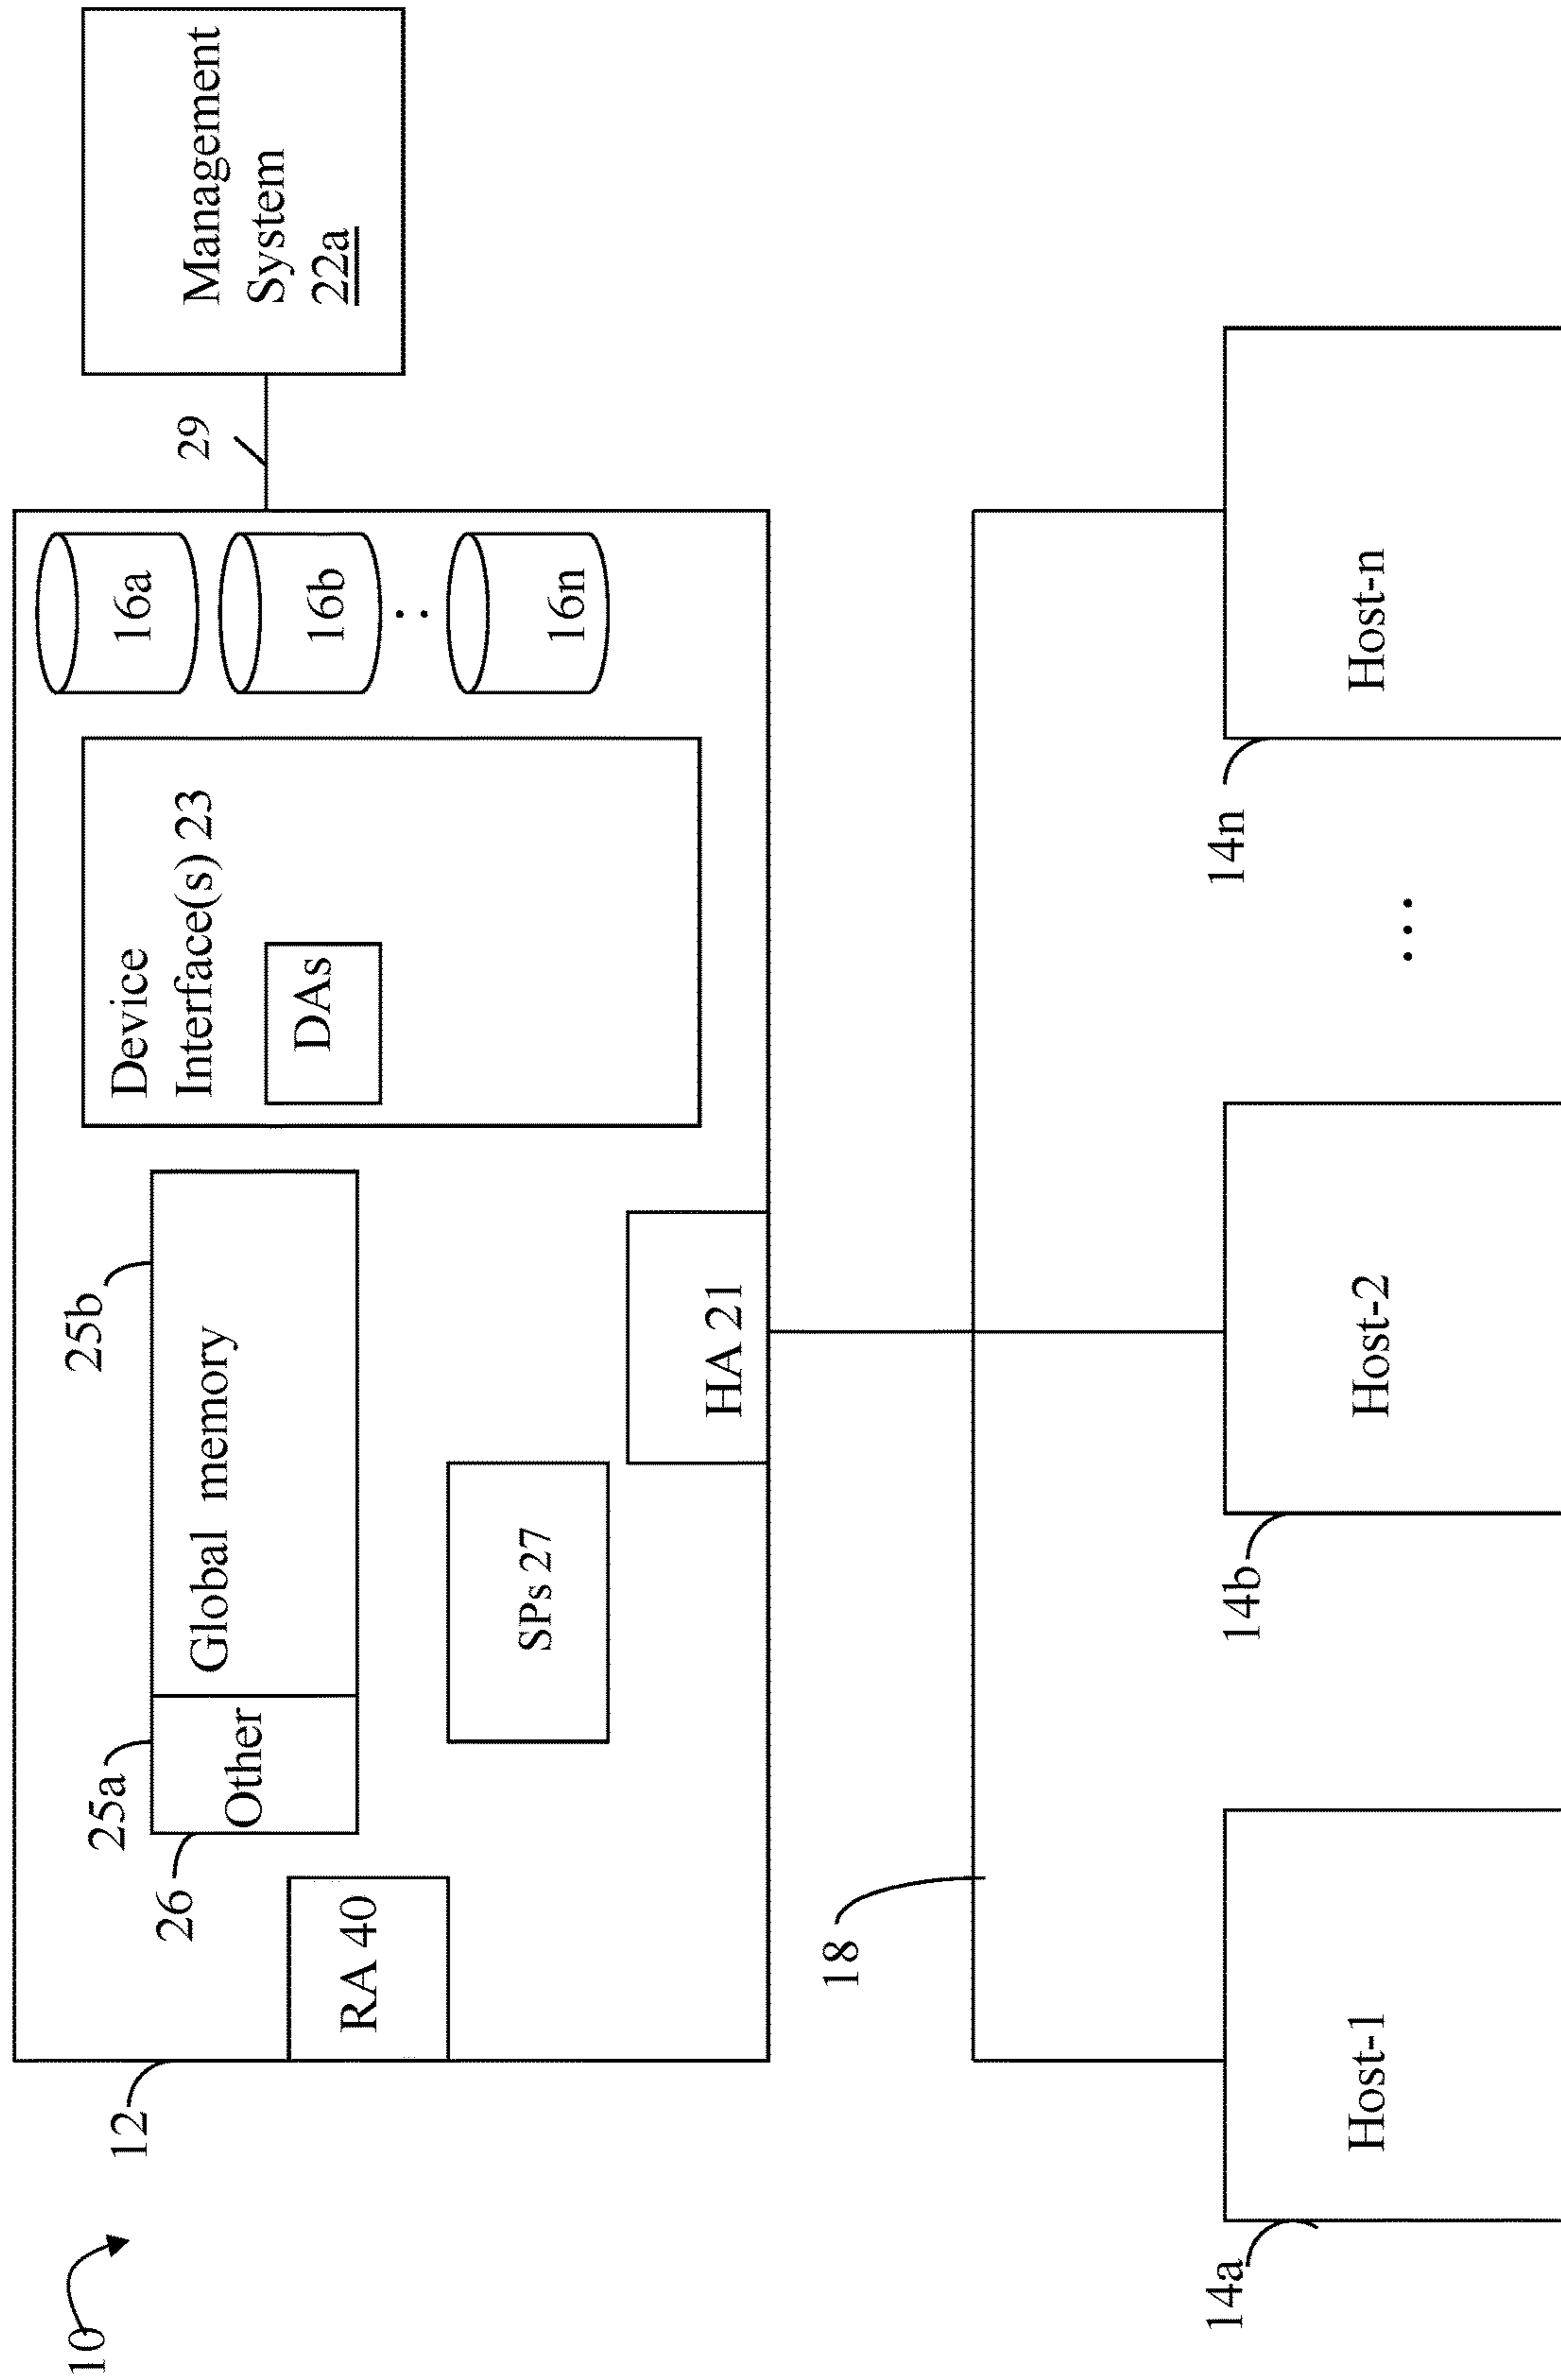 10
12
RA 40
26
25a
Other
Global memory
25b
SPs 27
HA 21
Device
Interface(s) 23
DAs
16a
16b
16n
29
Management
System
22a
18
14a
Host-1
14b
Host-2
14n
Host-n